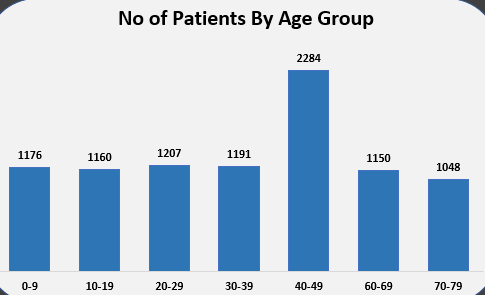 No of Patients By Age Group
2284
1176 1160 1207 1191 1150 1048
0-9 10-19 20-29 30-39 40-49 60-69 70-79